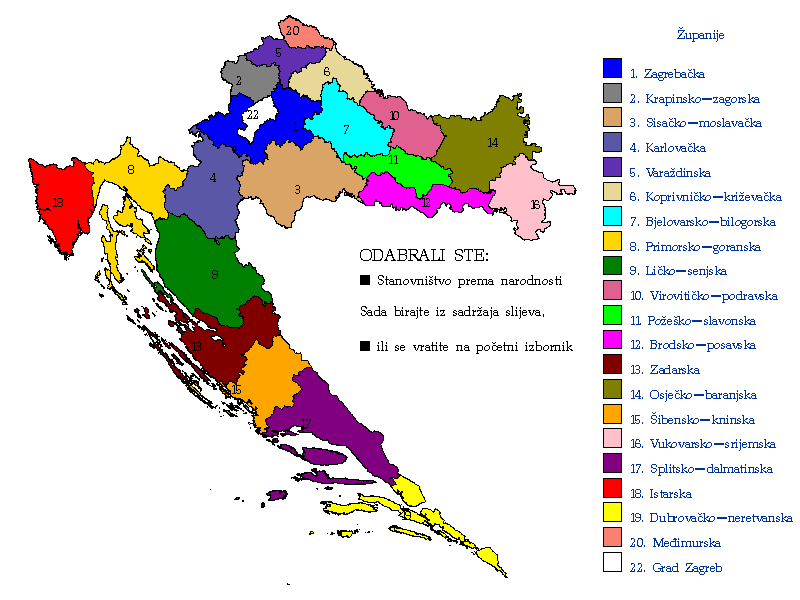 Županije
1. Zagrebačka
2. Krapinsko—zagorska
3. Sisačko—moslavačka
4. Karlovačka
5. Varaždinska
6. Koprivničko—križevačka
7. Bjelovarsko—bilogorska
8. Primorsko—goranska
9. Ličko—senjska
10. Virovitičko—podravska
11. Požeško—slavonska
12. Brodsko—posavska
13. Zadarska
14. Osječko—baranjska
15. Šibensko—kninska
16. Vukovarsko—srijemska
17. Splitsko—dalmatinska
18. Istarska
19. Dubrovačko—neretvanska
20. Međimurska
22. Grad Zagreb
20
5
2
6
22
1
10
7
14
11
8
4
3
12
16
18
9
13
15
17
19
ODABRALI STE:
Stanovništvo prema narodnosti
Sada birajte iz sadržaja slijeva,
ili se vratite na početni izbornik